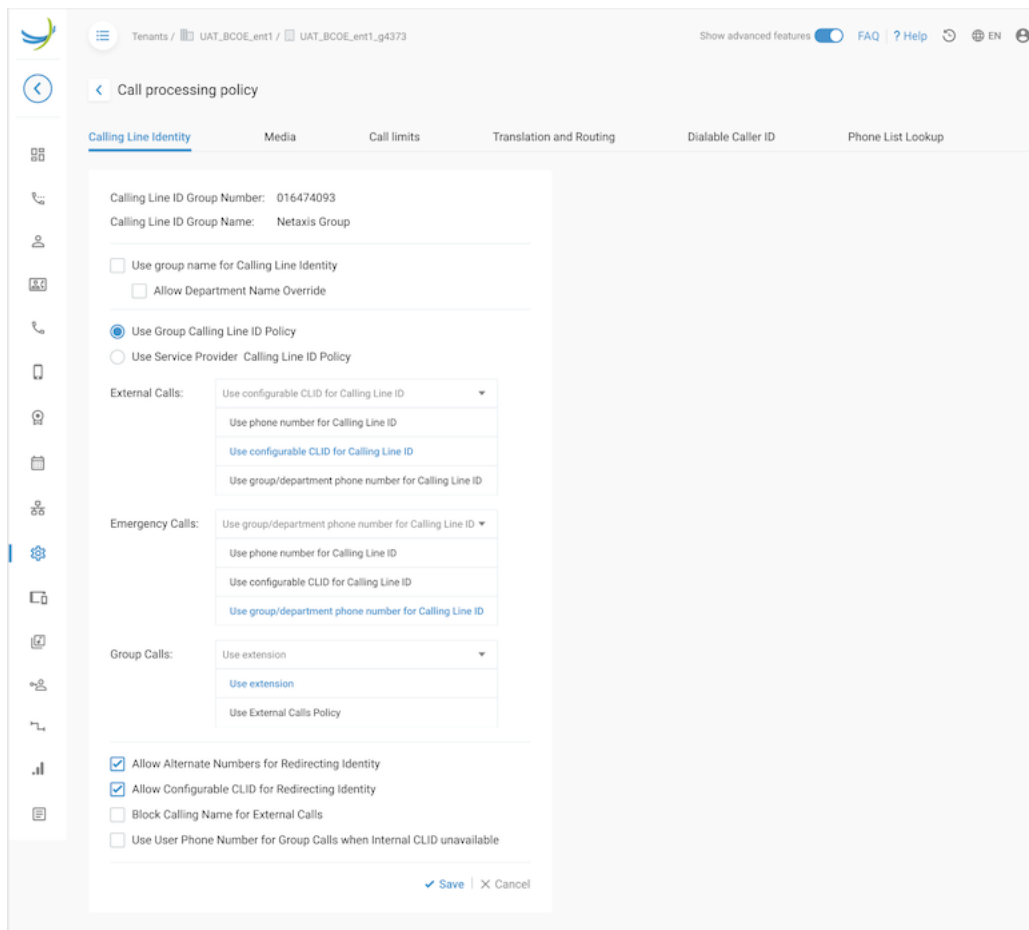 Tenants / UAT_BCOE_ent1 / UAT_BCOE_ent1_g4373
Show advanced features FAQ ? Help EN
Call processing policy
Calling Line Identity Media Call limits Translation and Routing Dialable Caller ID Phone List Lookup
Calling Line ID Group Number: 016474093
Calling Line ID Group Name: Netaxis Group
Use group name for Calling Line Identity
Allow Department Name Override
Use Group Calling Line ID Policy
Use Service Provider Calling Line ID Policy
External Calls: Use configurable CLID for Calling Line ID
Use phone number for Calling Line ID
Use configurable CLID for Calling Line ID
Use group/department phone number for Calling Line ID
Emergency Calls: Use group/department phone number for Calling Line ID
Use phone number for Calling Line ID
Use configurable CLID for Calling Line ID
Use group/department phone number for Calling Line ID
Group Calls: Use extension
Use extension
Use External Calls Policy
Allow Alternate Numbers for Redirecting Identity
Allow Configurable CLID for Redirecting Identity
Block Calling Name for External Calls
Use User Phone Number for Group Calls when Internal CLID unavailable
Save Cancel